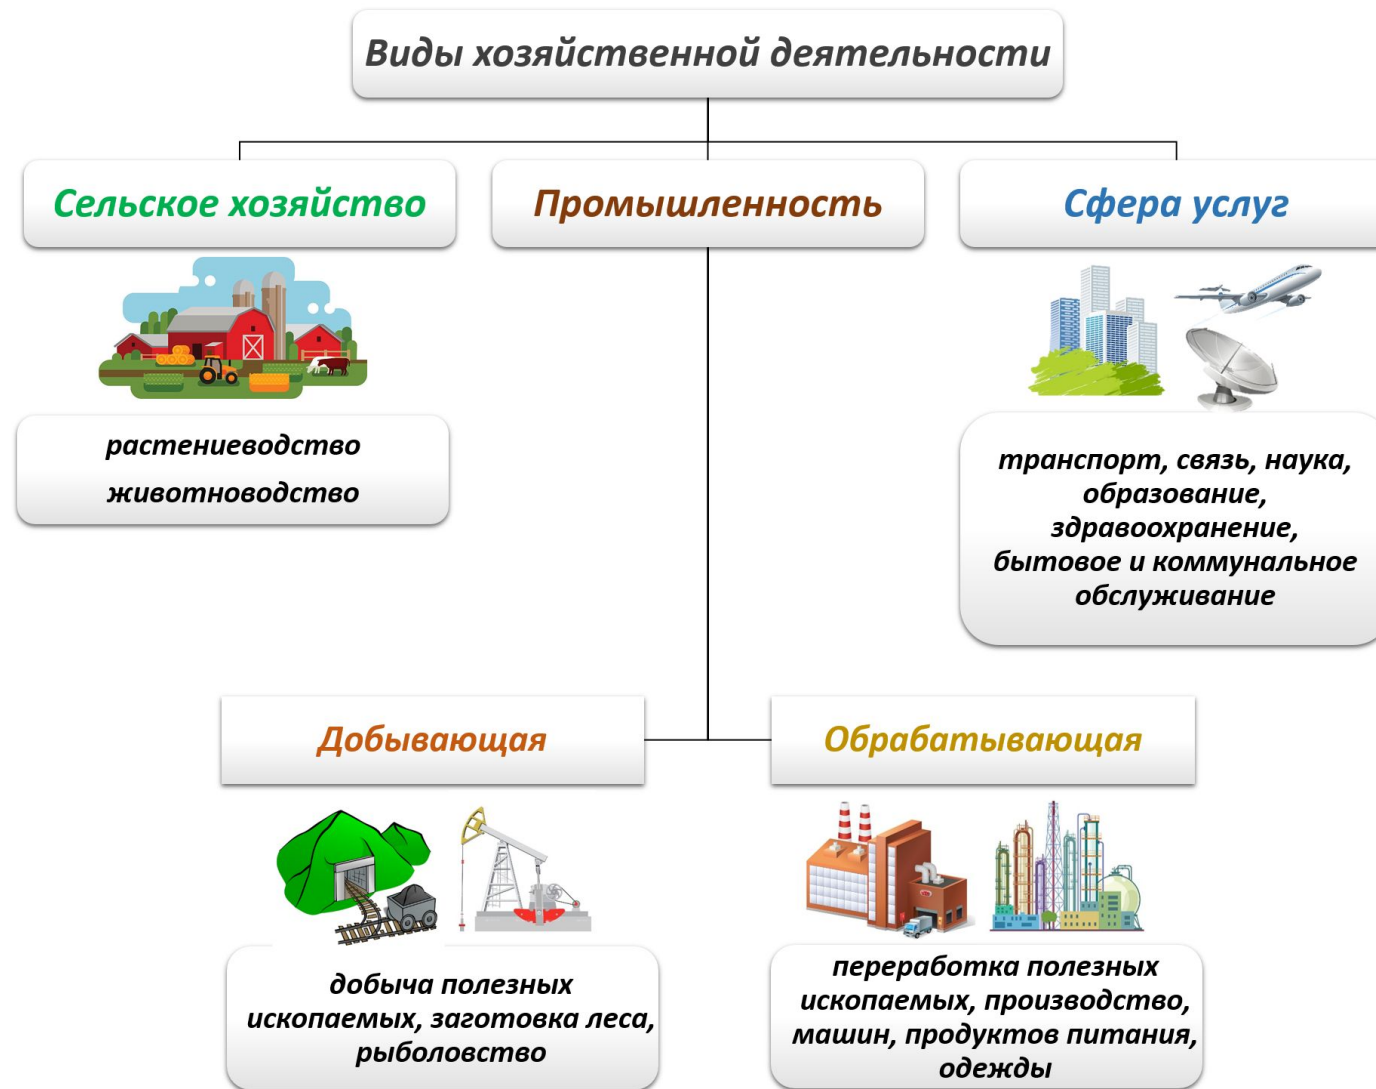 Виды хозяйственной деятельности
Сельское хозяйство
Промышленность
Сфера услуг
растениеводство
животноводство
транспорт, связь, наука,
образование,
здравоохранение,
бытовое и коммунальное
обслуживание
Добывающая
Обрабатывающая
добыча полезных
ископаемых, заготовка леса,
рыболовство
переработка полезных
ископаемых, производство,
машин, продуктов питания,
одежды